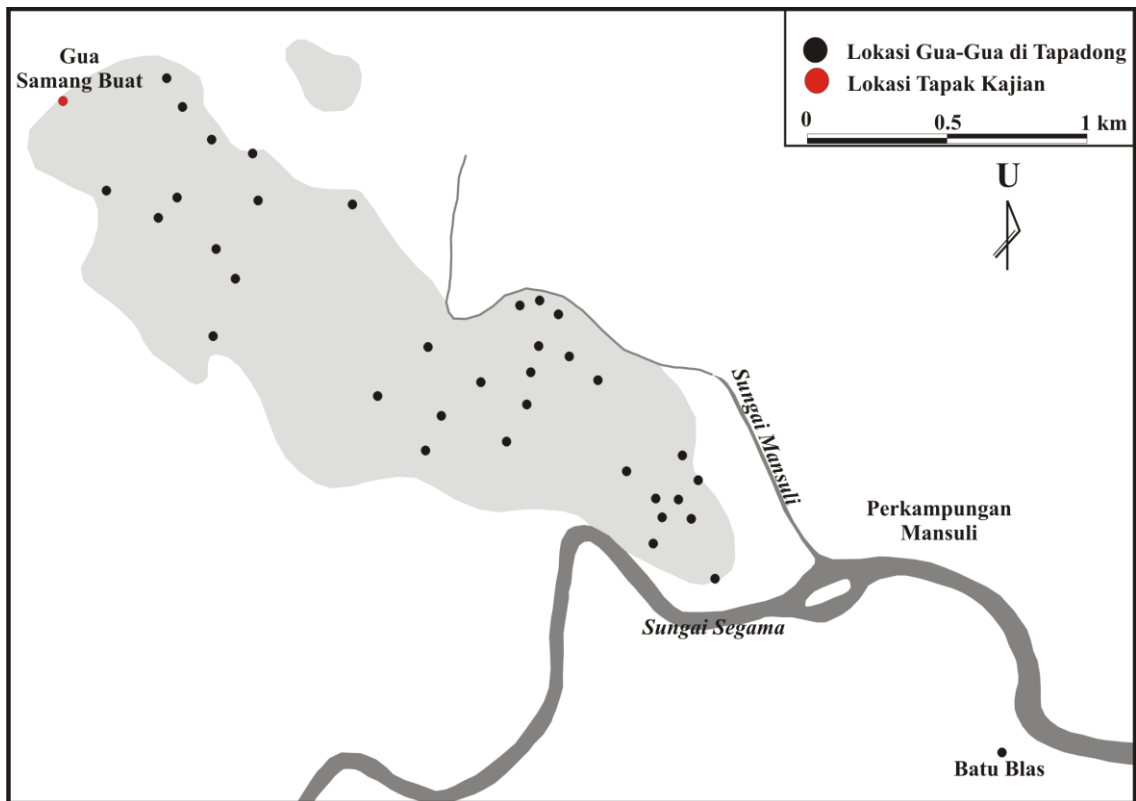 Gua
Samang Buat
Lokasi Gua-Gua di Tapadong
Lokasi Tapak Kajian
0 0.5 1 km
U
Sungai Mansuli
Perkampungan
Mansuli
Sungai Segama
Batu Blas